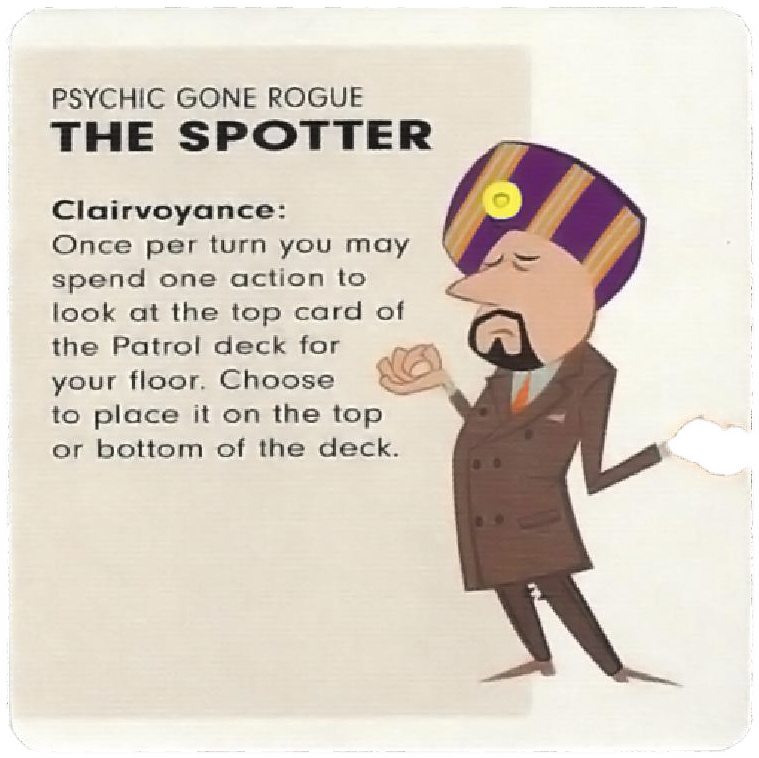 PSYCHIC GONE ROGUE
THE SPOTTER
Clairvoyance:
Once per turn you may
spend one action to
look at the top card of
the Patrol deck for
your floor. Choose
to place it on the top
or bottom of the deck.